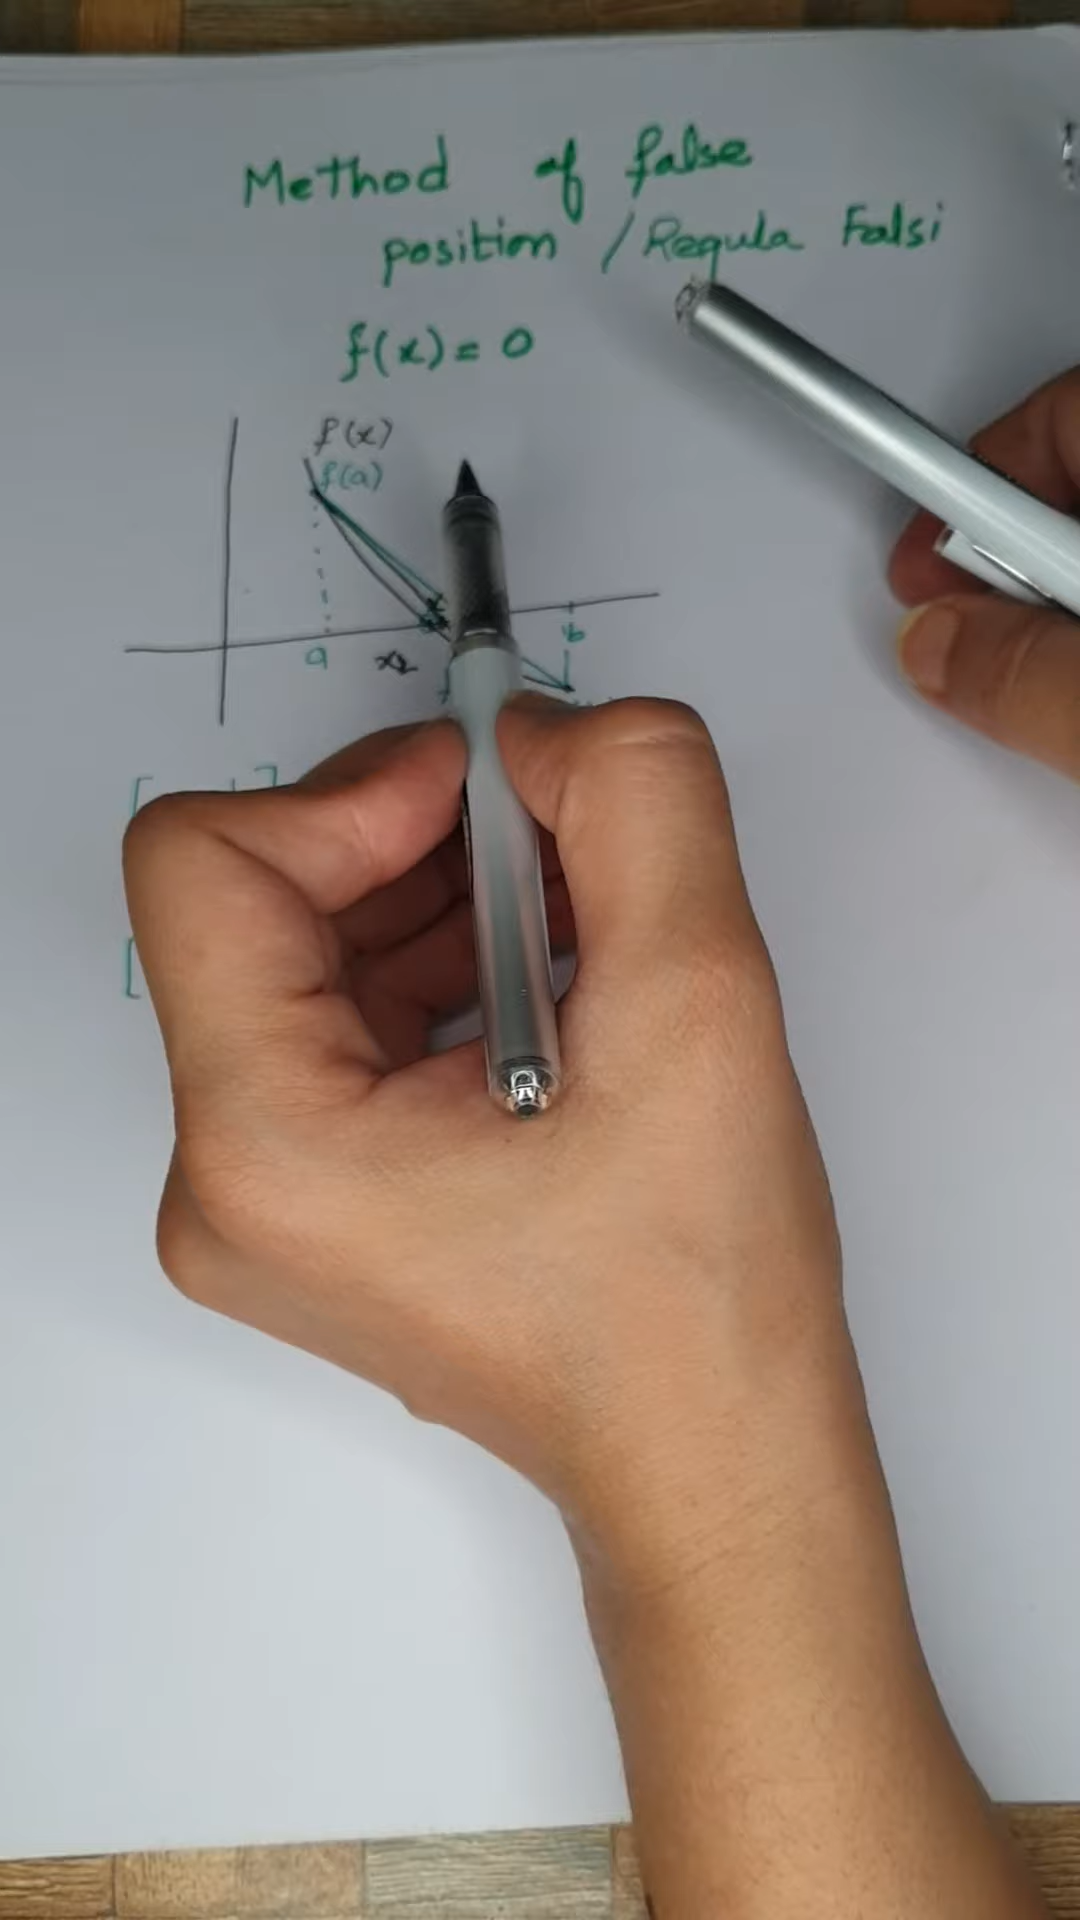 Method of false
position / Regula Falsi
f(x) = 0
f(x)
f(a)
a
b